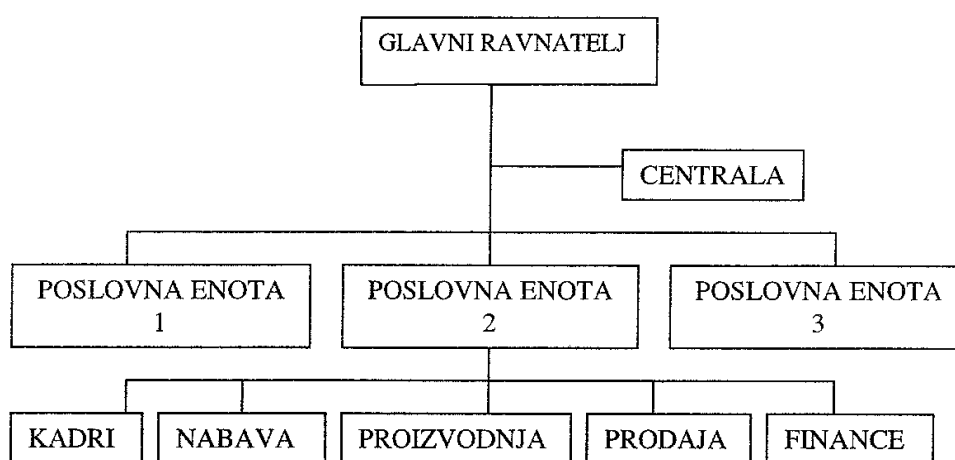 GLAVNI RAVNATELJ
CENTRALA
POSLOVNA ENOTA
1
POSLOVNA ENOTA
2
POSLOVNA ENOTA
3
KADRI
NABAVA
PROIZVODNJA
PRODAJA
FINANCE